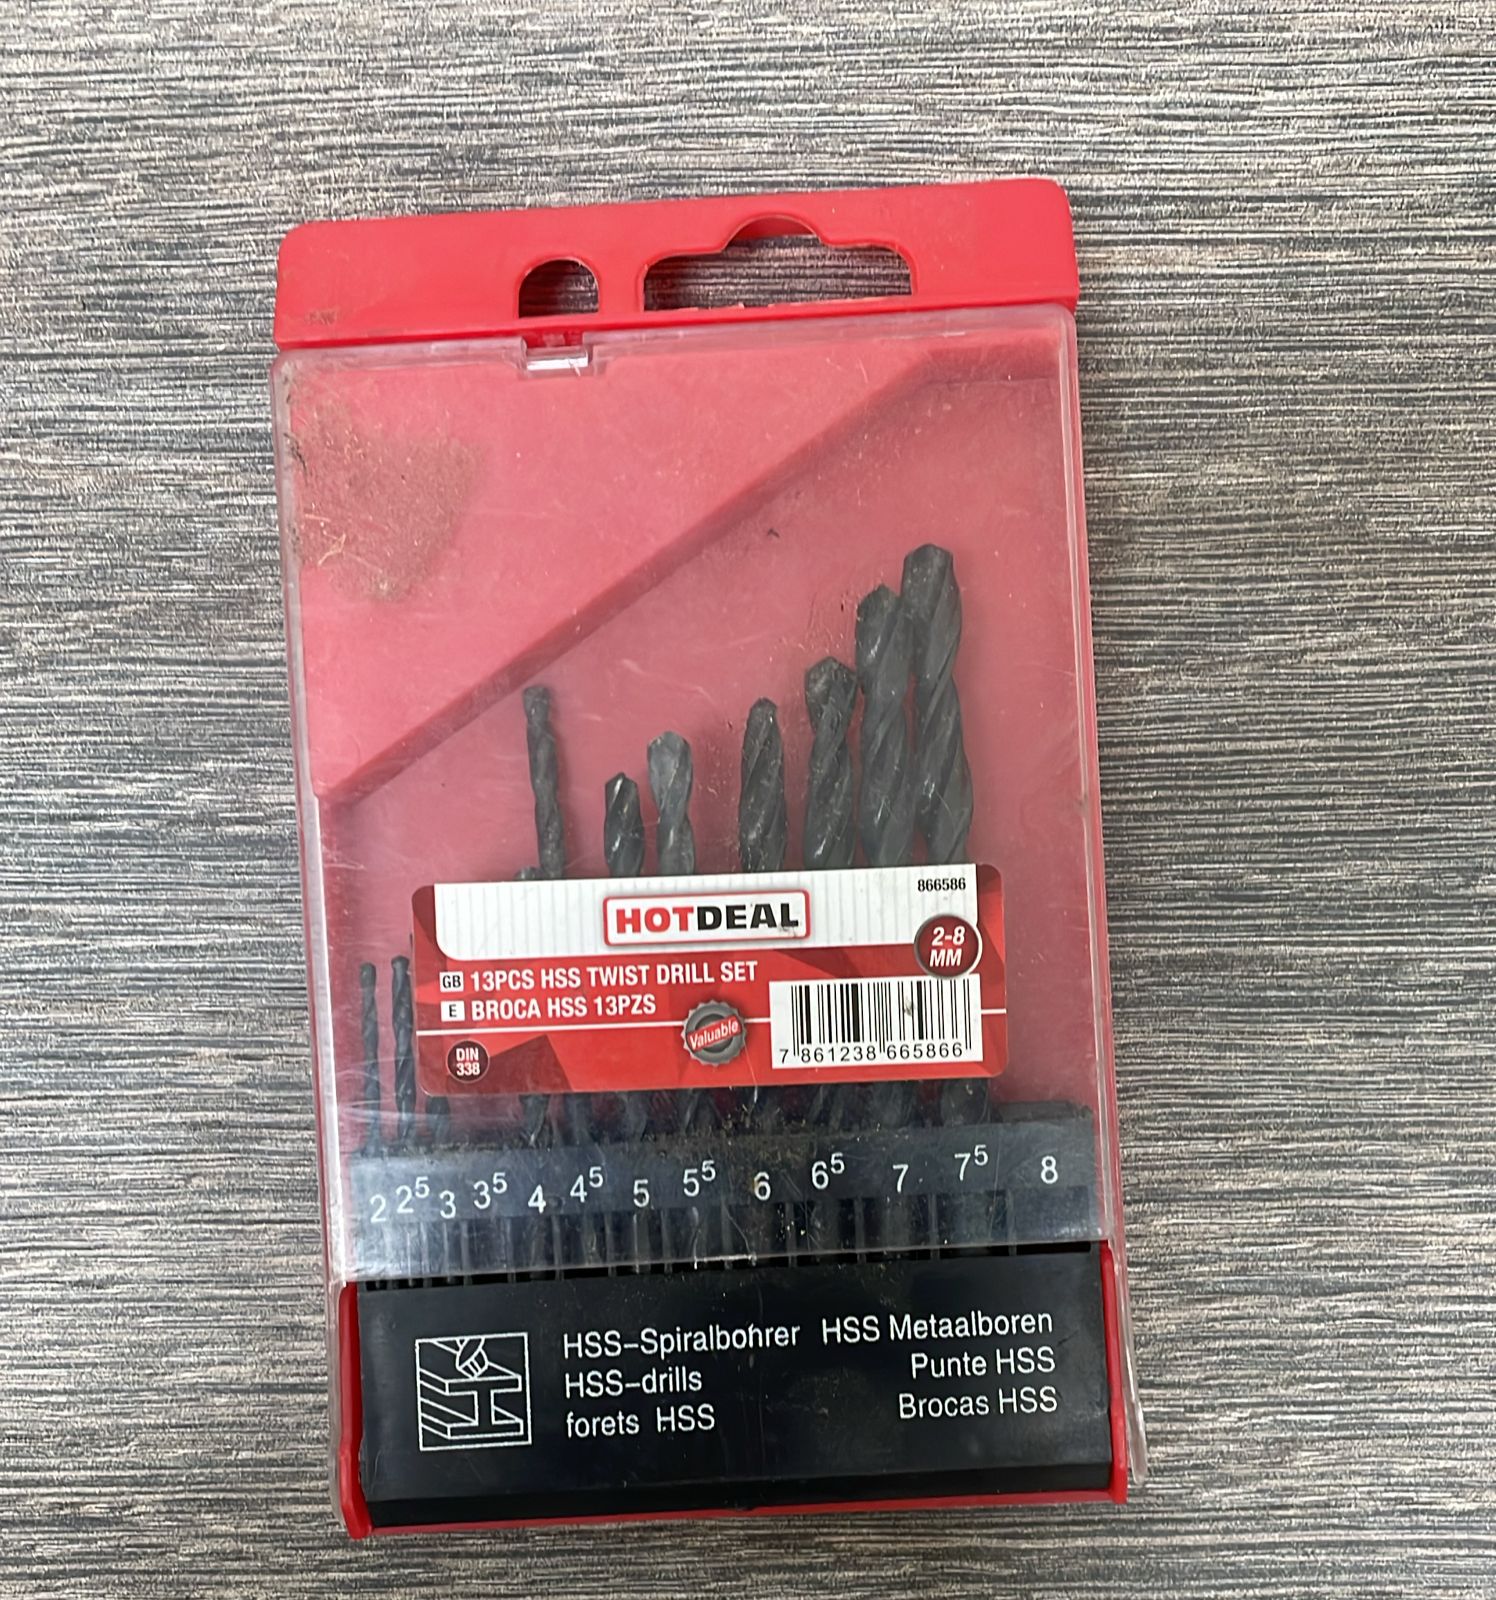 866586
HOTDEAL
2-8
MM
GB 13PCS HSS TWIST DRILL SET
E BROCA HSS 13PZS
Valuable
DIN
338
7 861238 665866
2 2⁵ 3 3⁵ 4 4⁵ 5 5⁵ 6 6⁵ 7 7⁵ 8
HSS-Spiralbohrer HSS Metaalboren
HSS-drills Punte HSS
forets HSS Brocas HSS